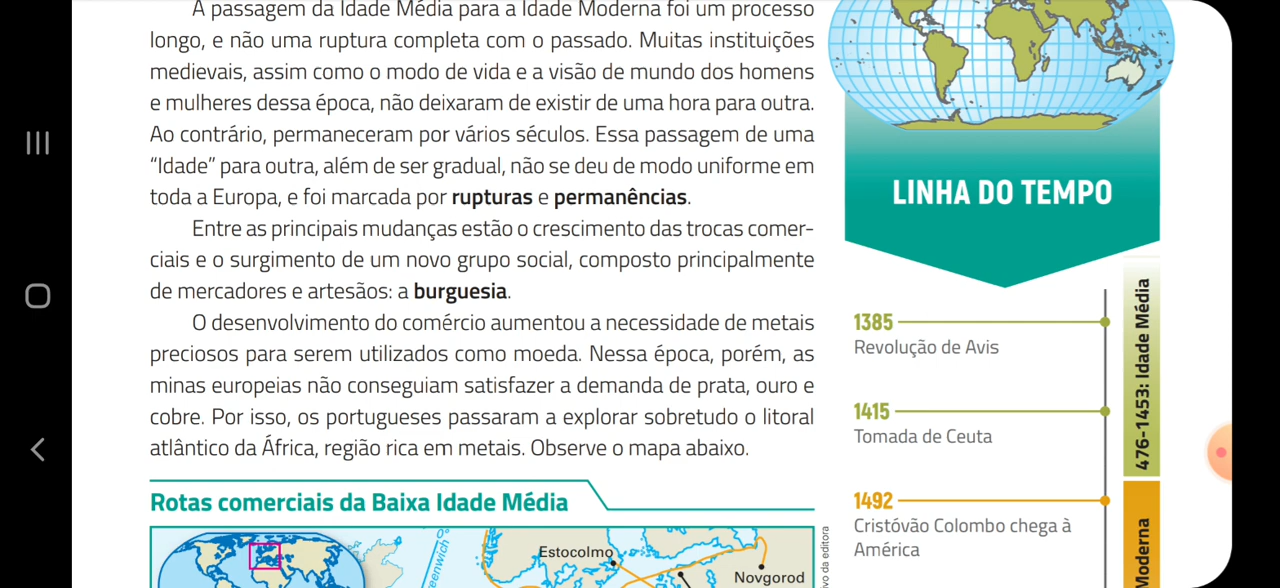 A passagem da Idade Média para a Idade Moderna foi um processo
longo, e não uma ruptura completa com o passado. Muitas instituições
medievais, assim como o modo de vida e a visão de mundo dos homens
e mulheres dessa época, não deixaram de existir de uma hora para outra.
Ao contrário, permaneceram por vários séculos. Essa passagem de uma
“Idade” para outra, além de ser gradual, não se deu de modo uniforme em
toda a Europa, e foi marcada por rupturas e permanências.
Entre as principais mudanças estão o crescimento das trocas comer-
ciais e o surgimento de um novo grupo social, composto principalmente
de mercadores e artesãos: a burguesia.
O desenvolvimento do comércio aumentou a necessidade de metais
preciosos para serem utilizados como moeda. Nessa época, porém, as
minas europeias não conseguiam satisfazer a demanda de prata, ouro e
cobre. Por isso, os portugueses passaram a explorar sobretudo o litoral
atlântico da África, região rica em metais. Observe o mapa abaixo.
Rotas comerciais da Baixa Idade Média
Estocolmo
Novgorod
da editora
LINHA DO TEMPO
1385
Revolução de Avis
1415
Tomada de Ceuta
1492
Cristóvão Colombo chega à
América
476-1453: Idade Média
Moderna